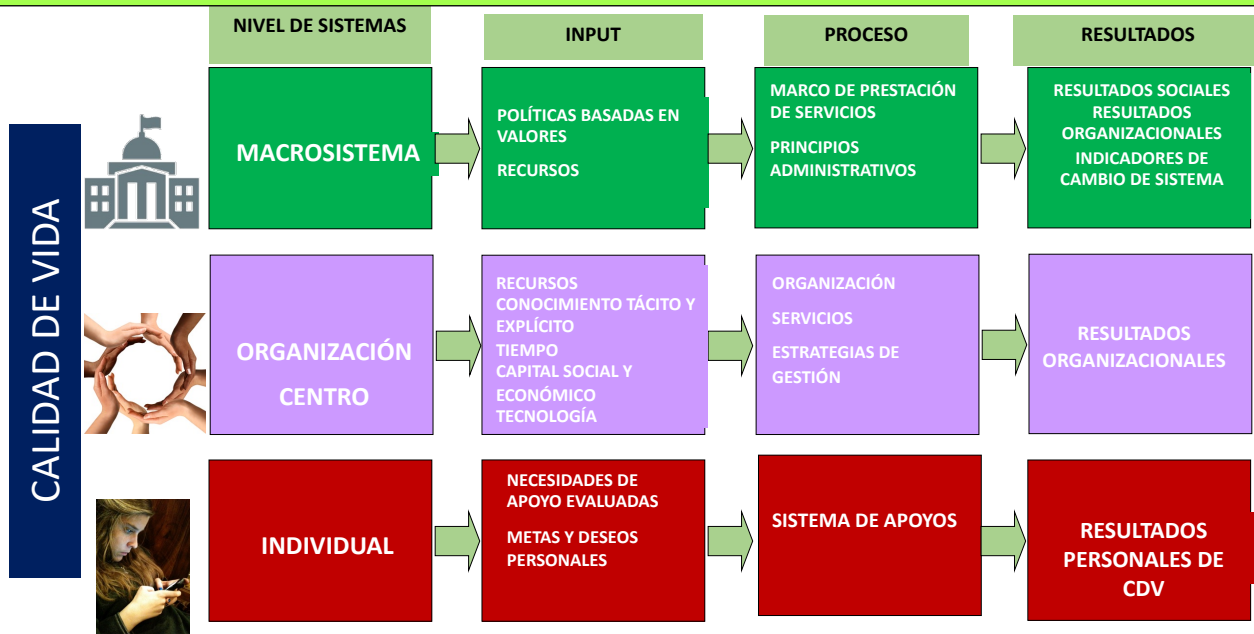 NIVEL DE SISTEMAS
INPUT
PROCESO
RESULTADOS
CALIDAD DE VIDA
MACROSISTEMA
POLÍTICAS BASADAS EN
VALORES
RECURSOS
MARCO DE PRESTACIÓN
DE SERVICIOS
PRINCIPIOS
ADMINISTRATIVOS
RESULTADOS SOCIALES
RESULTADOS
ORGANIZACIONALES
INDICADORES DE
CAMBIO DE SISTEMA
ORGANIZACIÓN
CENTRO
RECURSOS
CONOCIMIENTO TÁCITO Y
EXPLÍCITO
TIEMPO
CAPITAL SOCIAL Y
ECONÓMICO
TECNOLOGÍA
ORGANIZACIÓN
SERVICIOS
ESTRATEGIAS DE
GESTIÓN
RESULTADOS
ORGANIZACIONALES
INDIVIDUAL
NECESIDADES DE
APOYO EVALUADAS
METAS Y DESEOS
PERSONALES
SISTEMA DE APOYOS
RESULTADOS
PERSONALES DE
CDV